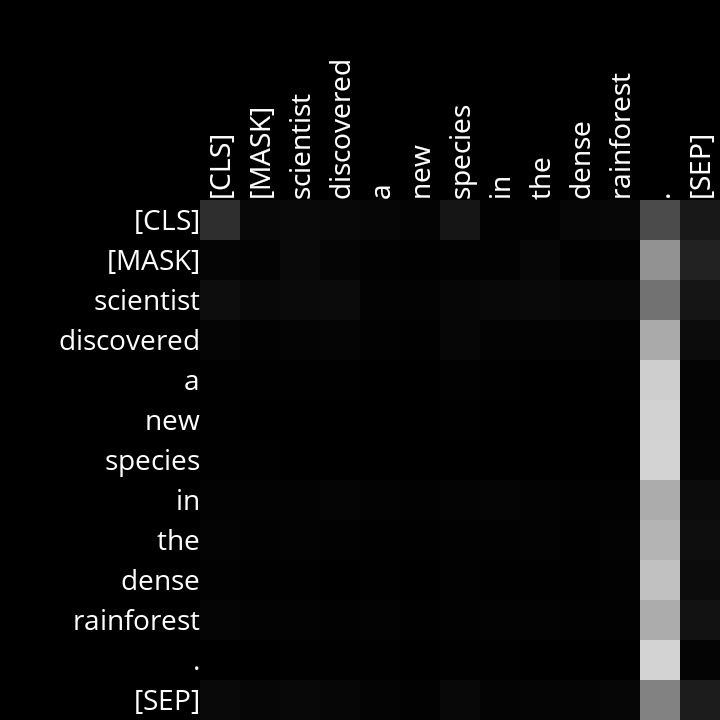 [CLS] [MASK] scientist discovered a new species in the dense rainforest . [SEP]
[CLS]
[MASK]
scientist
discovered
a
new
species
in
the
dense
rainforest
.
[SEP]